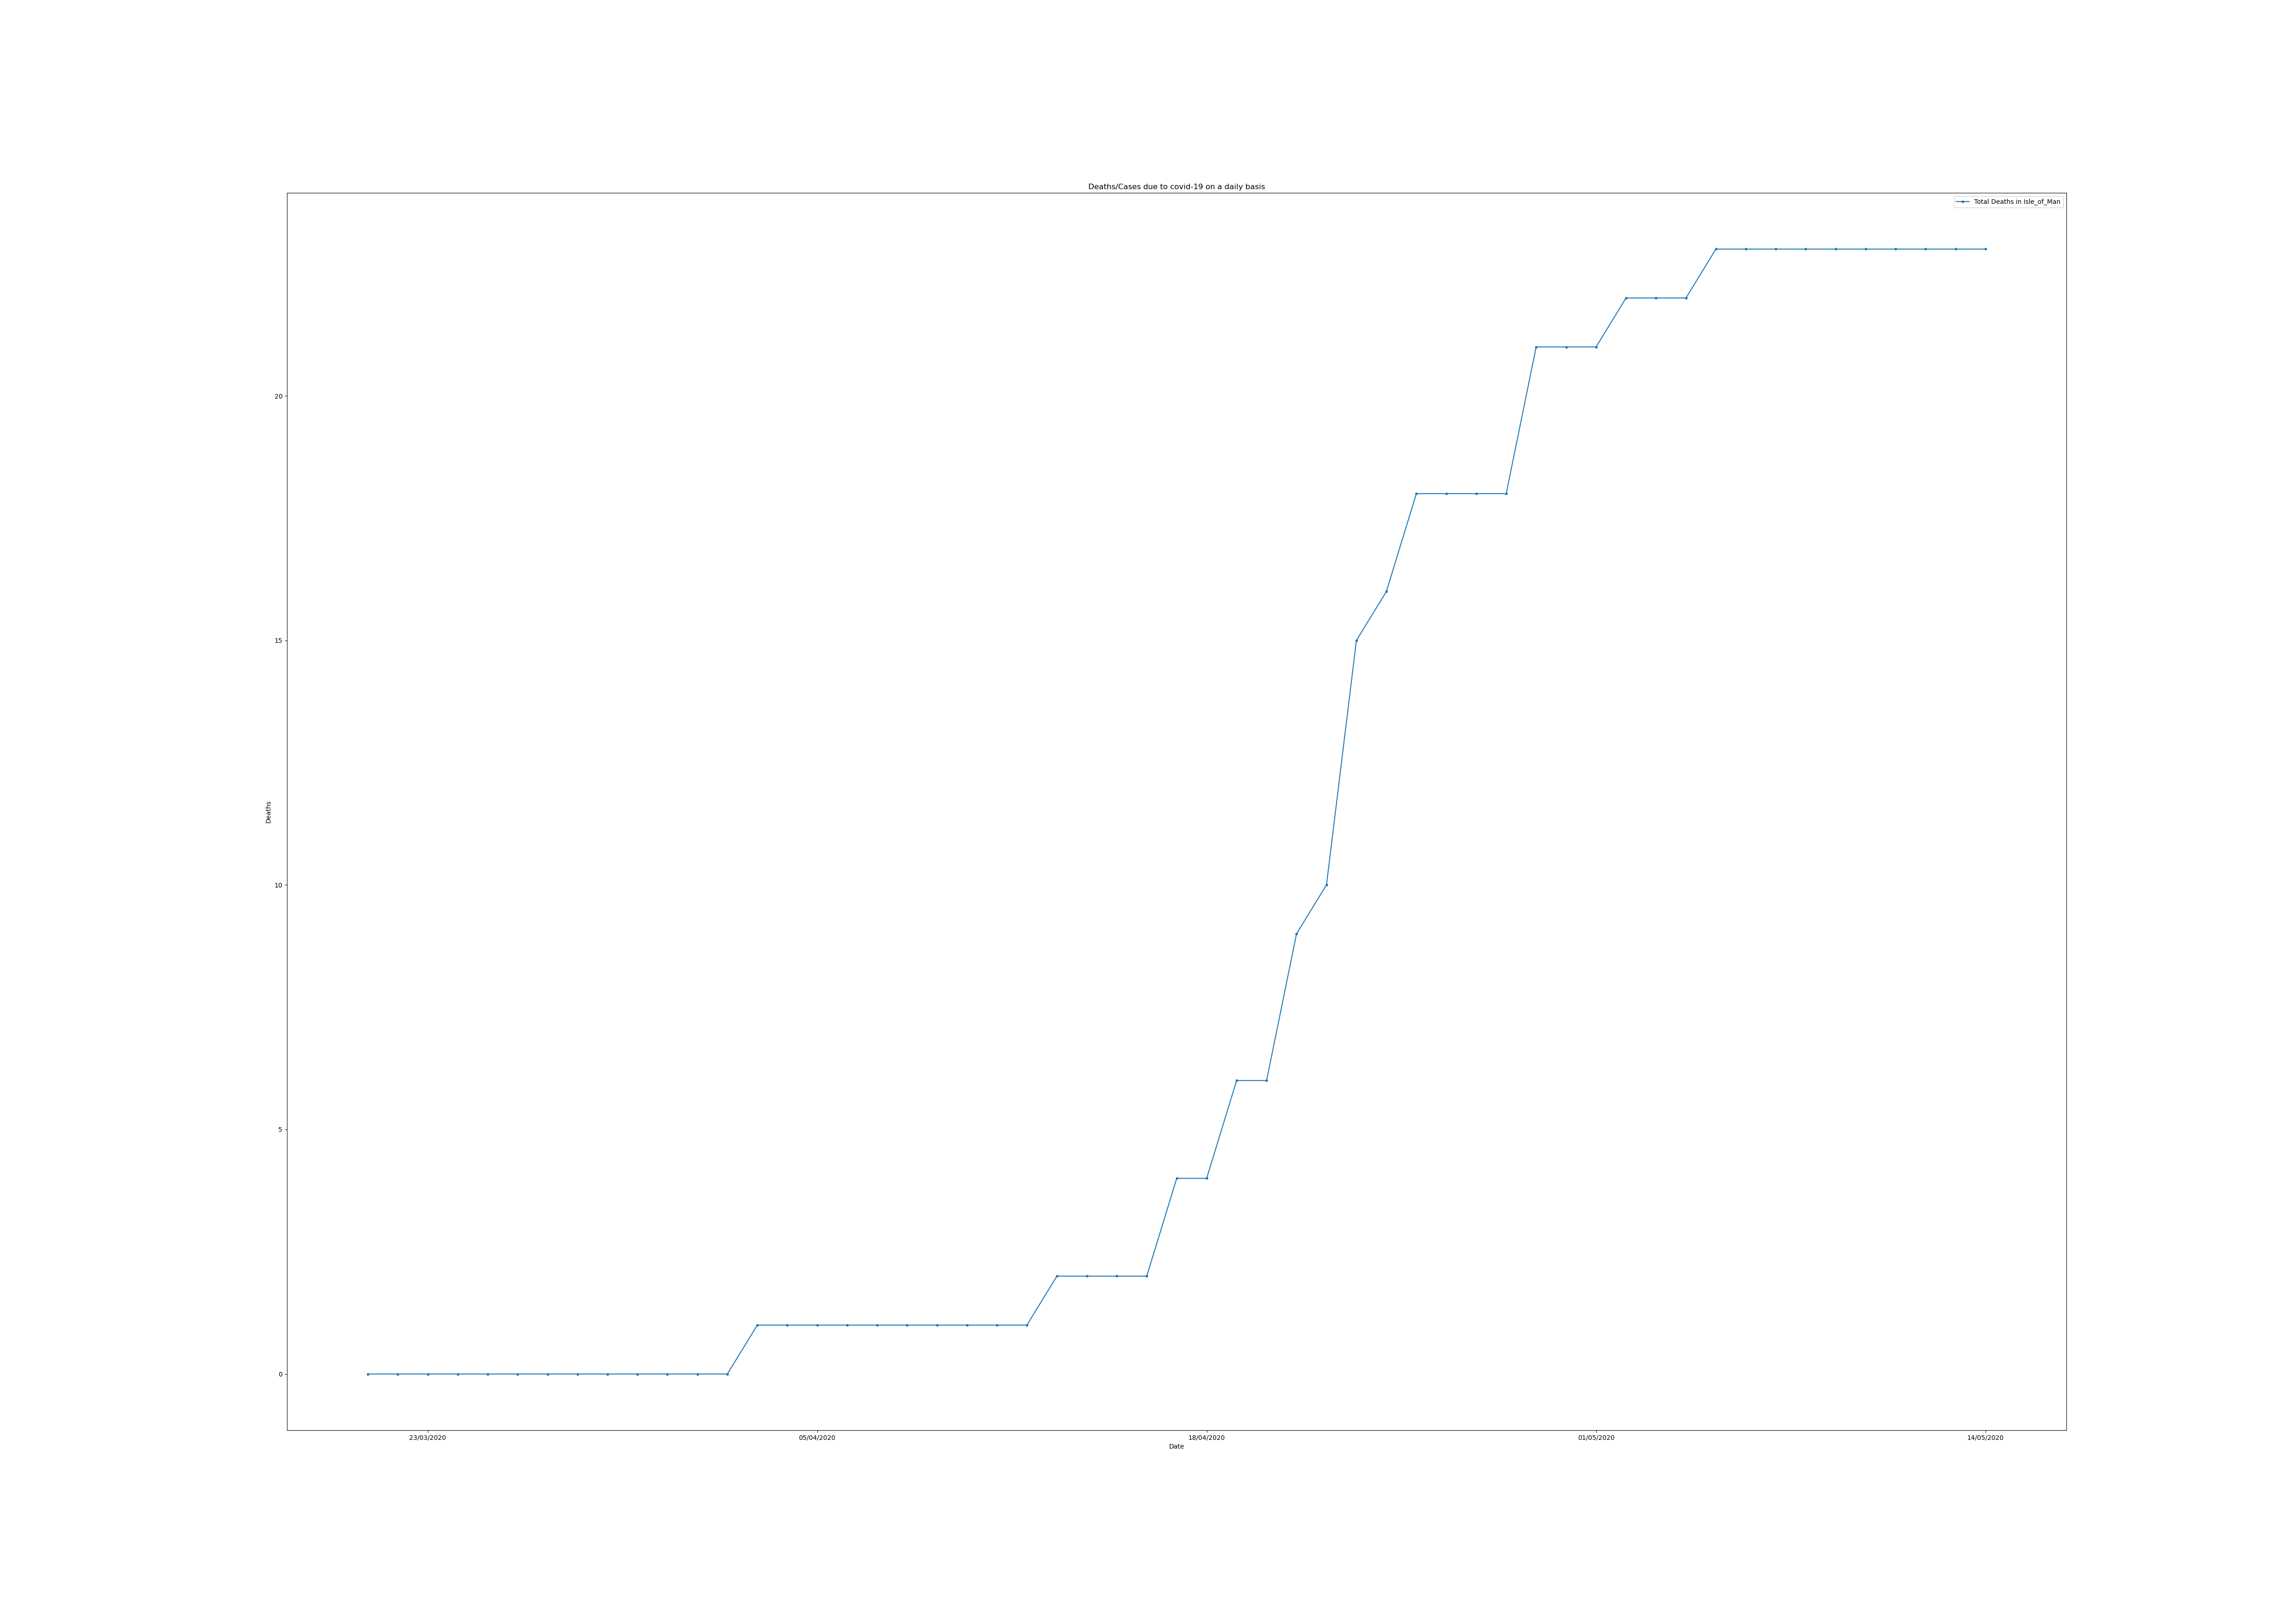 Deaths/Cases due to covid-19 on a daily basis
Total Deaths in Isle_of_Man
20
15
10
5
0
Deaths
23/03/2020 05/04/2020 18/04/2020 01/05/2020 14/05/2020
Date